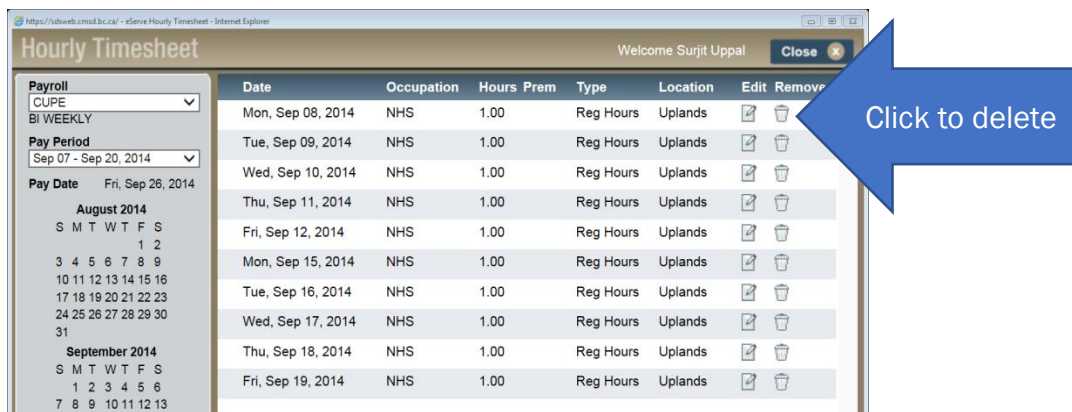 https://sdsweb.cmsd.bc.ca/ - eServe Hourly Timesheet - Internet Explorer
Hourly Timesheet
Welcome Surjit Uppal
Close
Payroll
CUPE
BI WEEKLY
Pay Period
Sep 07 - Sep 20, 2014
Pay Date Fri, Sep 26, 2014
August 2014
S M T W T F S
1 2
3 4 5 6 7 8 9
10 11 12 13 14 15 16
17 18 19 20 21 22 23
24 25 26 27 28 29 30
31
September 2014
S M T W T F S
1 2 3 4 5 6
7 8 9 10 11 12 13
Date Occupation Hours Prem Type Location Edit Remove
Mon, Sep 08, 2014 NHS 1.00 Reg Hours Uplands
Tue, Sep 09, 2014 NHS 1.00 Reg Hours Uplands
Wed, Sep 10, 2014 NHS 1.00 Reg Hours Uplands
Thu, Sep 11, 2014 NHS 1.00 Reg Hours Uplands
Fri, Sep 12, 2014 NHS 1.00 Reg Hours Uplands
Mon, Sep 15, 2014 NHS 1.00 Reg Hours Uplands
Tue, Sep 16, 2014 NHS 1.00 Reg Hours Uplands
Wed, Sep 17, 2014 NHS 1.00 Reg Hours Uplands
Thu, Sep 18, 2014 NHS 1.00 Reg Hours Uplands
Fri, Sep 19, 2014 NHS 1.00 Reg Hours Uplands
Click to delete